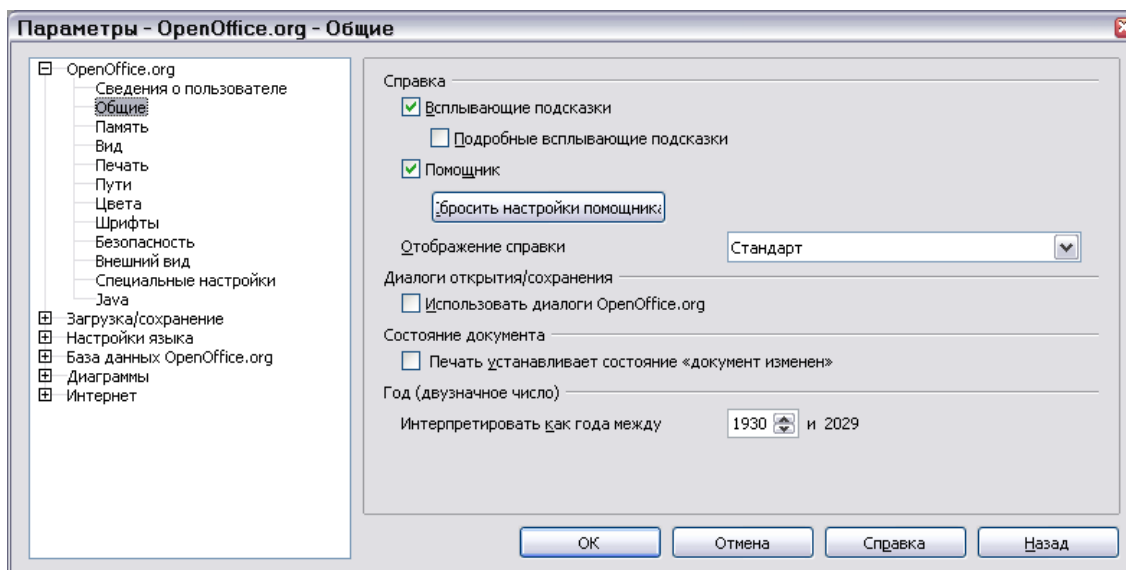 Параметры - OpenOffice.org - Общие
OpenOffice.org
Сведения о пользователе
Общие
Память
Вид
Печать
Пути
Цвета
Шрифты
Безопасность
Внешний вид
Специальные настройки
Java
Загрузка/сохранение
Настройки языка
База данных OpenOffice.org
Диаграммы
Интернет
Справка
Всплывающие подсказки
Подробные всплывающие подсказки
Помощник
Сбросить настройки помощника
Отображение справки
Стандарт
Диалоги открытия/сохранения
Использовать диалоги OpenOffice.org
Состояние документа
Печать устанавливает состояние «документ изменен»
Год (двузначное число)
Интерпретировать как года между 1930 и 2029
ОК
Отмена
Справка
Назад